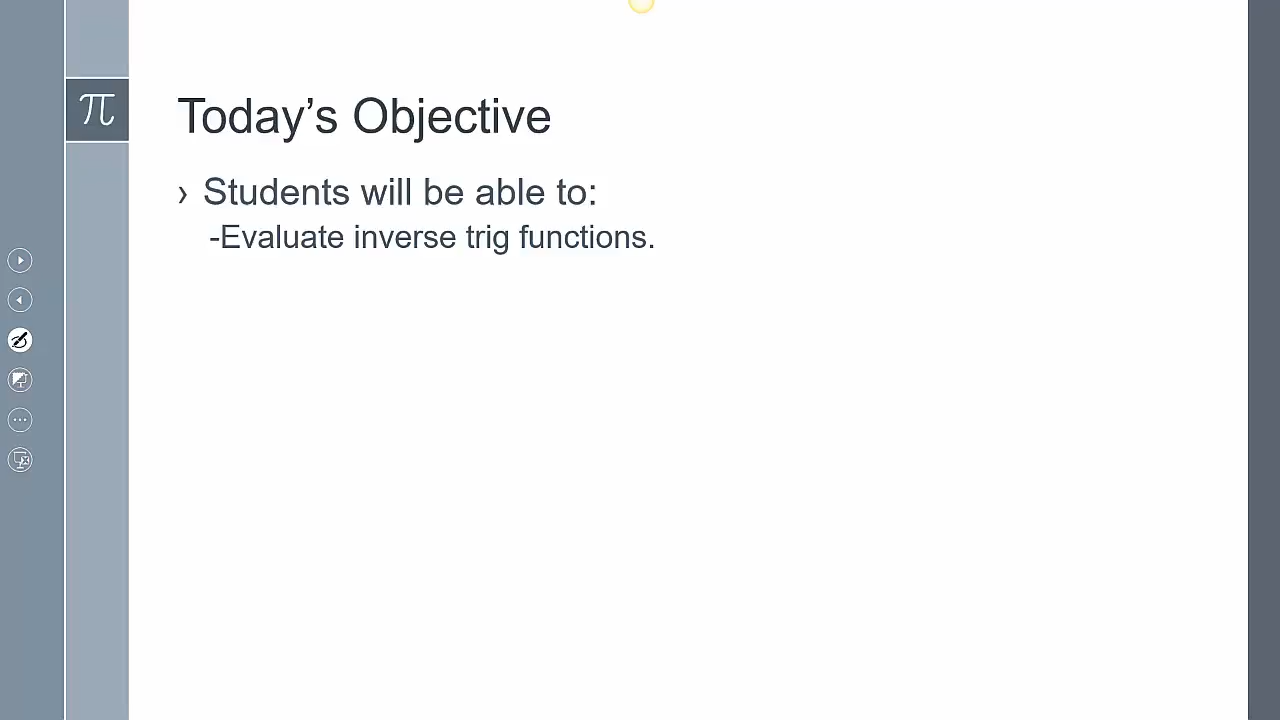 π
Today’s Objective
› Students will be able to:
-Evaluate inverse trig functions.